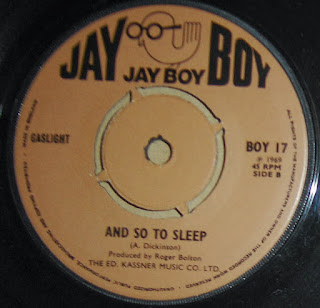 JAY BOY
JAY BOY
GASLIGHT
BOY 17
℗ 1969
45 RPM
SIDE B
AND SO TO SLEEP
(A. Dickinson)
Produced by Roger Bolton
THE ED. KASSNER MUSIC CO. LTD.